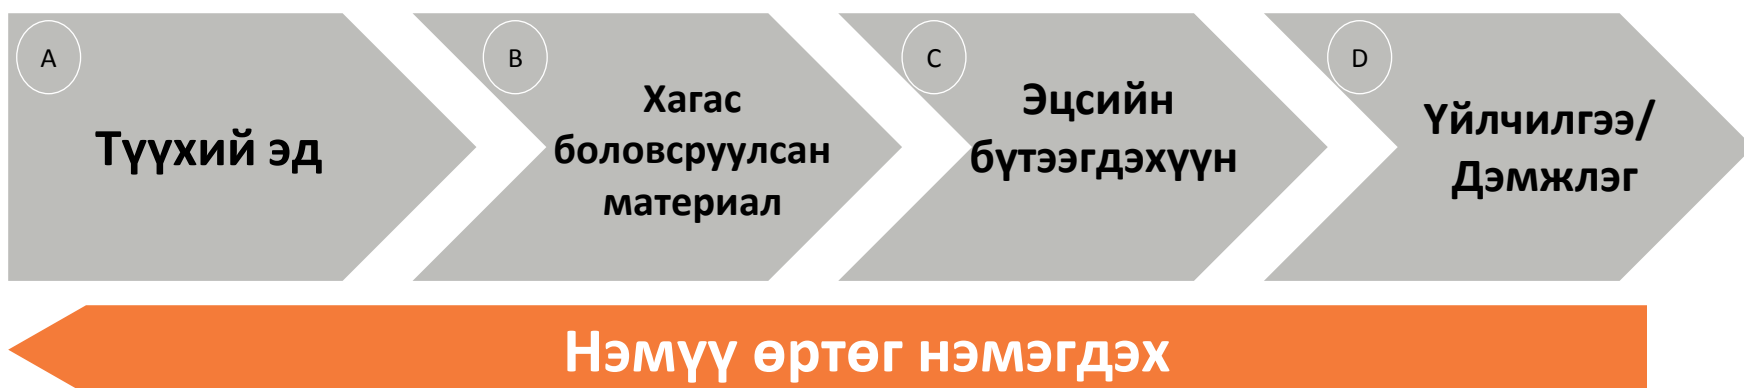 A
Түүхий эд
B
Хагас
боловсруулсан
материал
C
Эцсийн
бүтээгдэхүүн
D
Үйлчилгээ/
Дэмжлэг
Нэмүү өртөг нэмэгдэх